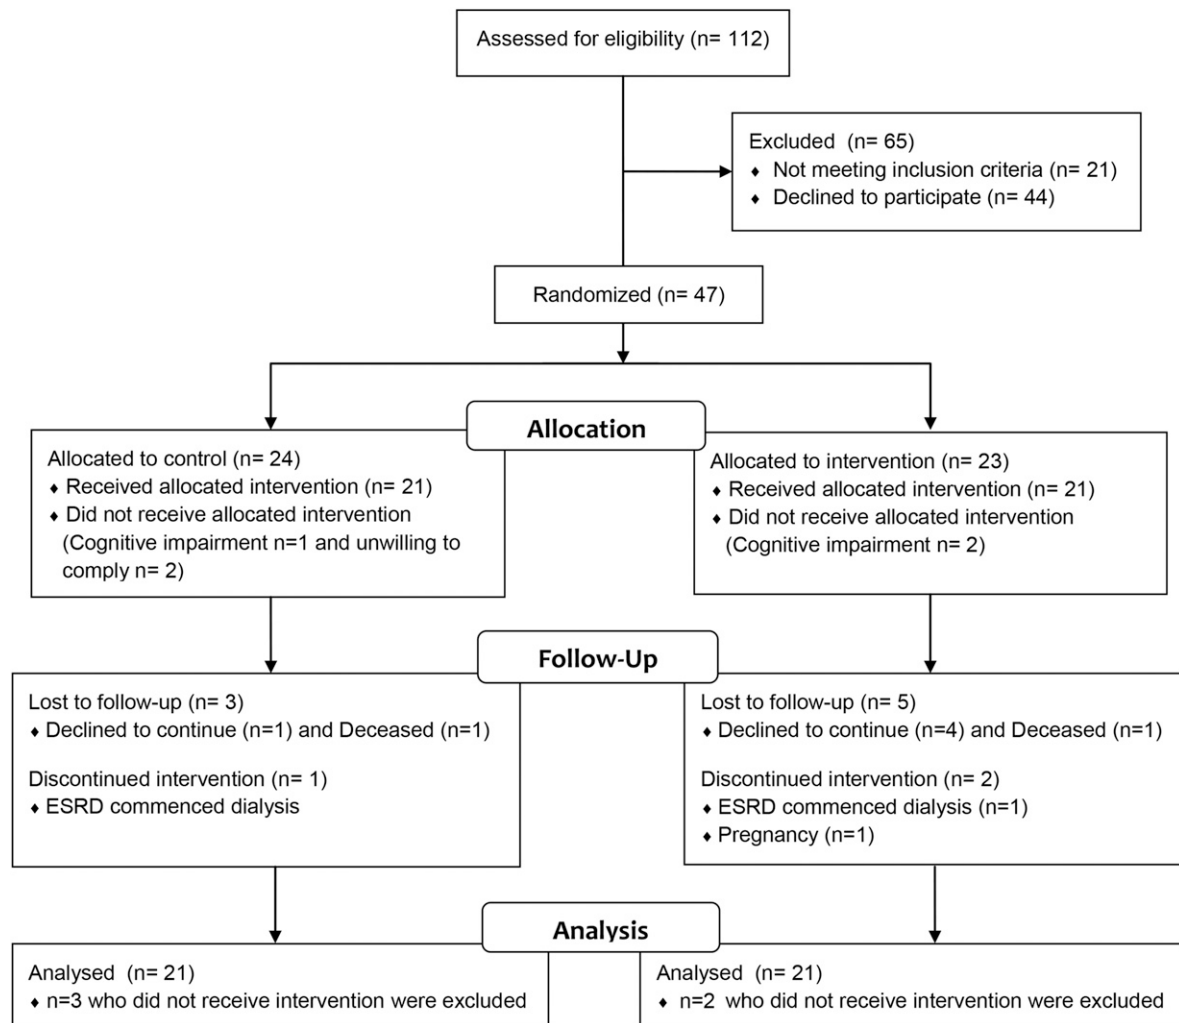 Assessed for eligibility (n= 112)
Excluded  (n= 65)
♦ Not meeting inclusion criteria (n= 21)
♦ Declined to participate (n= 44)
Randomized (n= 47)
Allocation
Allocated to control (n= 24)
♦ Received allocated intervention (n= 21)
♦ Did not receive allocated intervention
(Cognitive impairment n=1 and unwilling to
comply n= 2)
Allocated to intervention (n= 23)
♦ Received allocated intervention (n= 21)
♦ Did not receive allocated intervention
(Cognitive impairment n= 2)
Follow-Up
Lost to follow-up (n= 3)
♦ Declined to continue (n=1) and Deceased (n=1)
Discontinued intervention (n= 1)
♦ ESRD commenced dialysis
Lost to follow-up (n= 5)
♦ Declined to continue (n=4) and Deceased (n=1)
Discontinued intervention (n= 2)
♦ ESRD commenced dialysis (n=1)
♦ Pregnancy (n=1)
Analysis
Analysed  (n= 21)
♦ n=3 who did not receive intervention were excluded
Analysed  (n= 21)
♦ n=2  who did not receive intervention were excluded